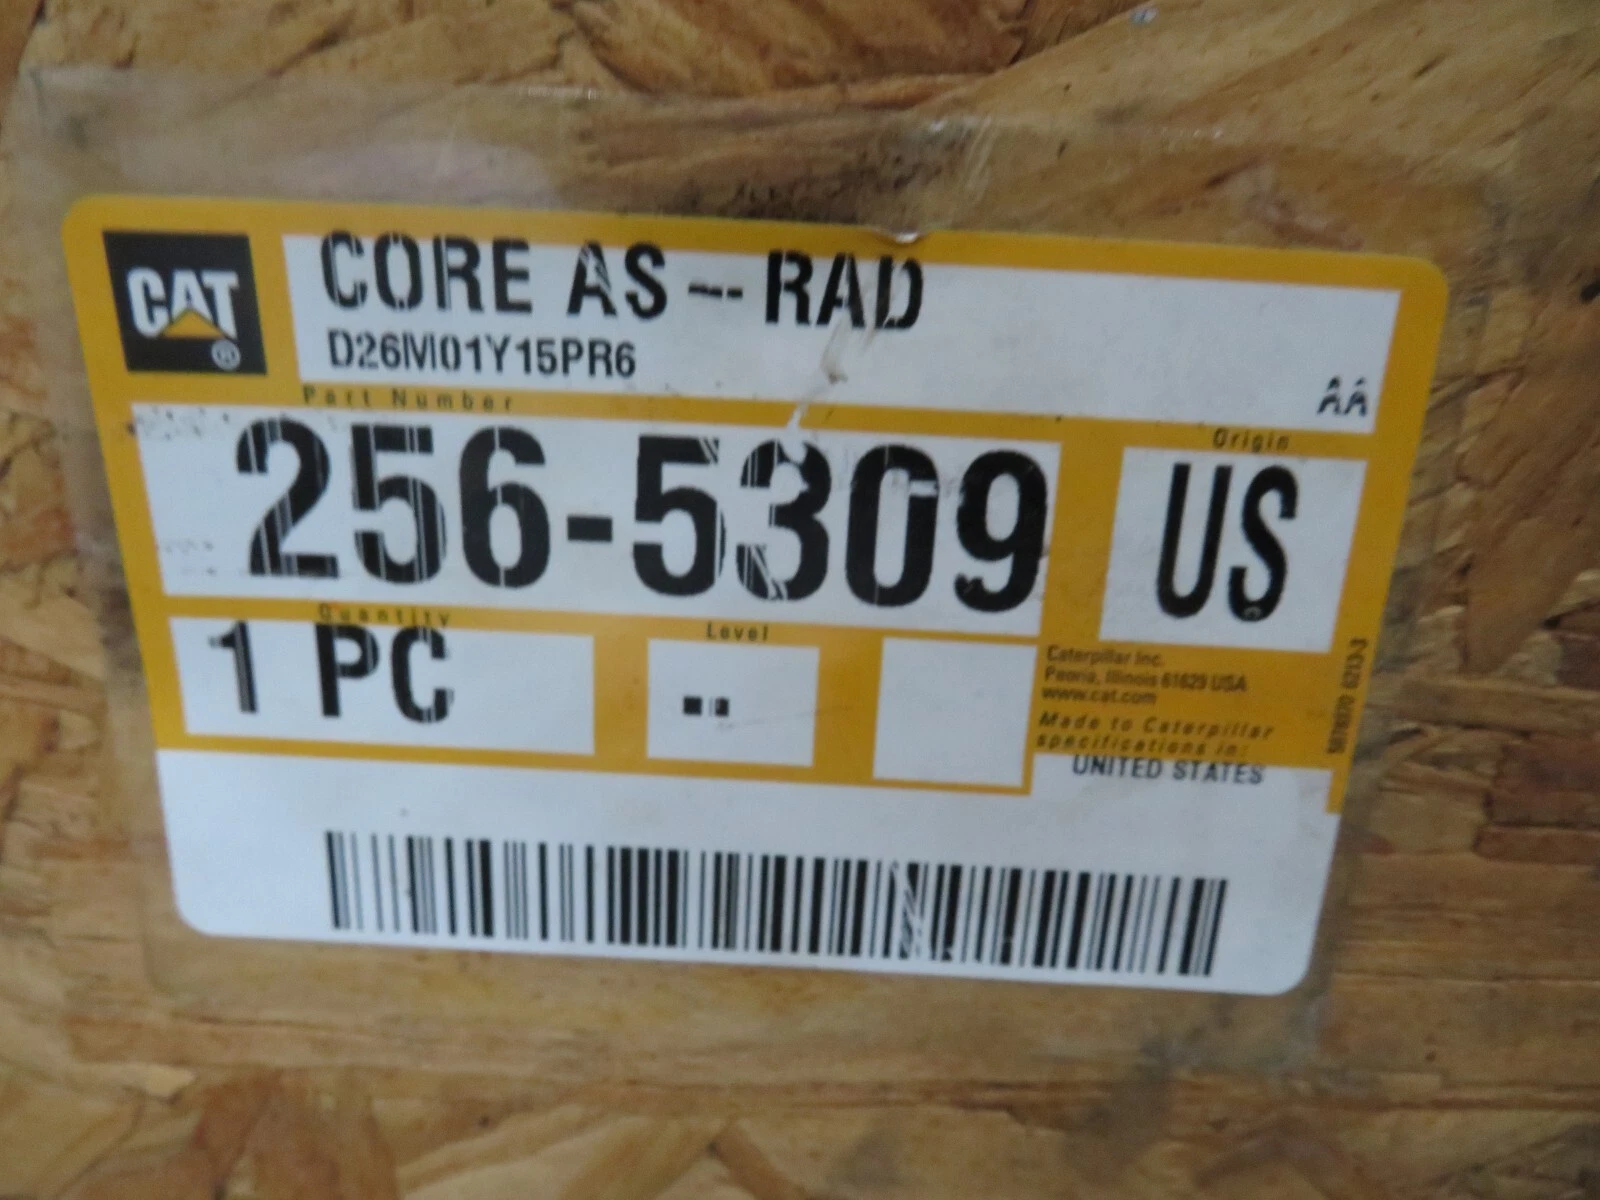 CAT®
CORE AS -- RAD
D26M01Y15PR6
AA
Part Number
Origin
256-5309
US
Quantity
Level
1 PC
--
Caterpillar Inc.
Peoria, Illinois 61629 USA
www.cat.com
Made to Caterpillar
specifications in:
UNITED STATES